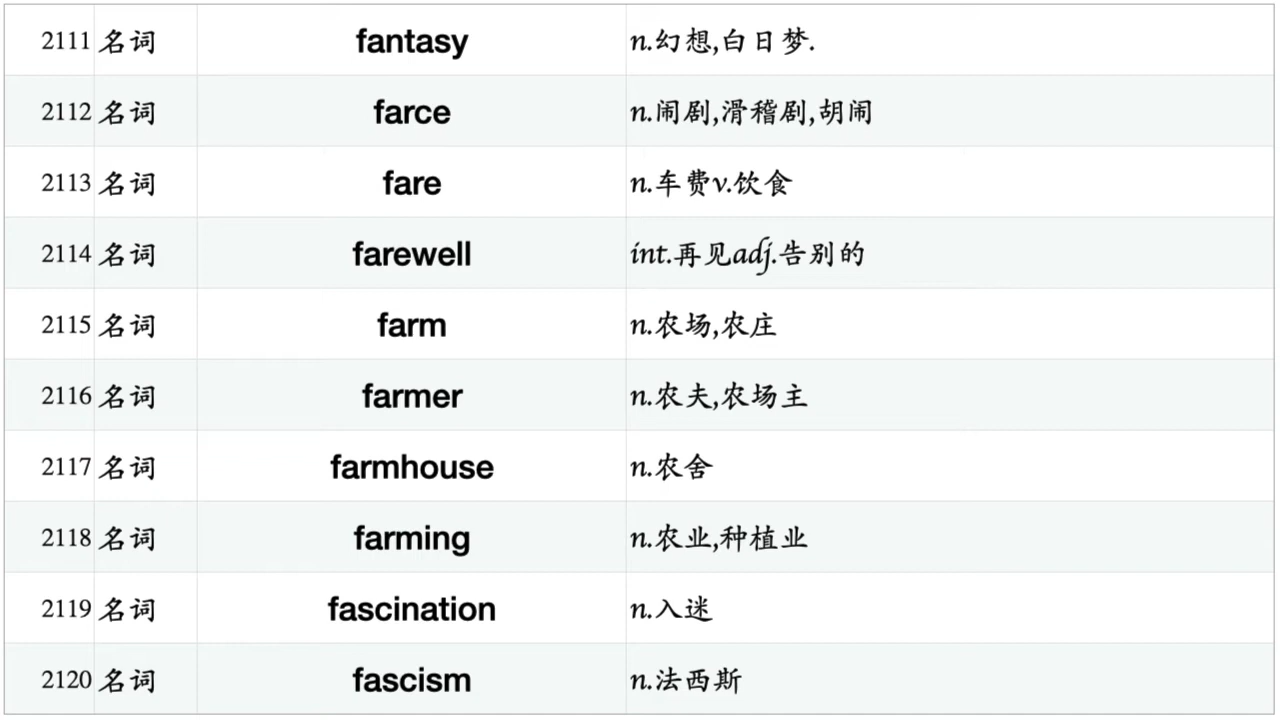 2111 名词 fantasy n.幻想,白日梦.
2112 名词 farce n.闹剧,滑稽剧,胡闹
2113 名词 fare n.车费v.饮食
2114 名词 farewell int.再见adj.告别的
2115 名词 farm n.农场,农庄
2116 名词 farmer n.农夫,农场主
2117 名词 farmhouse n.农舍
2118 名词 farming n.农业,种植业
2119 名词 fascination n.入迷
2120 名词 fascism n.法西斯